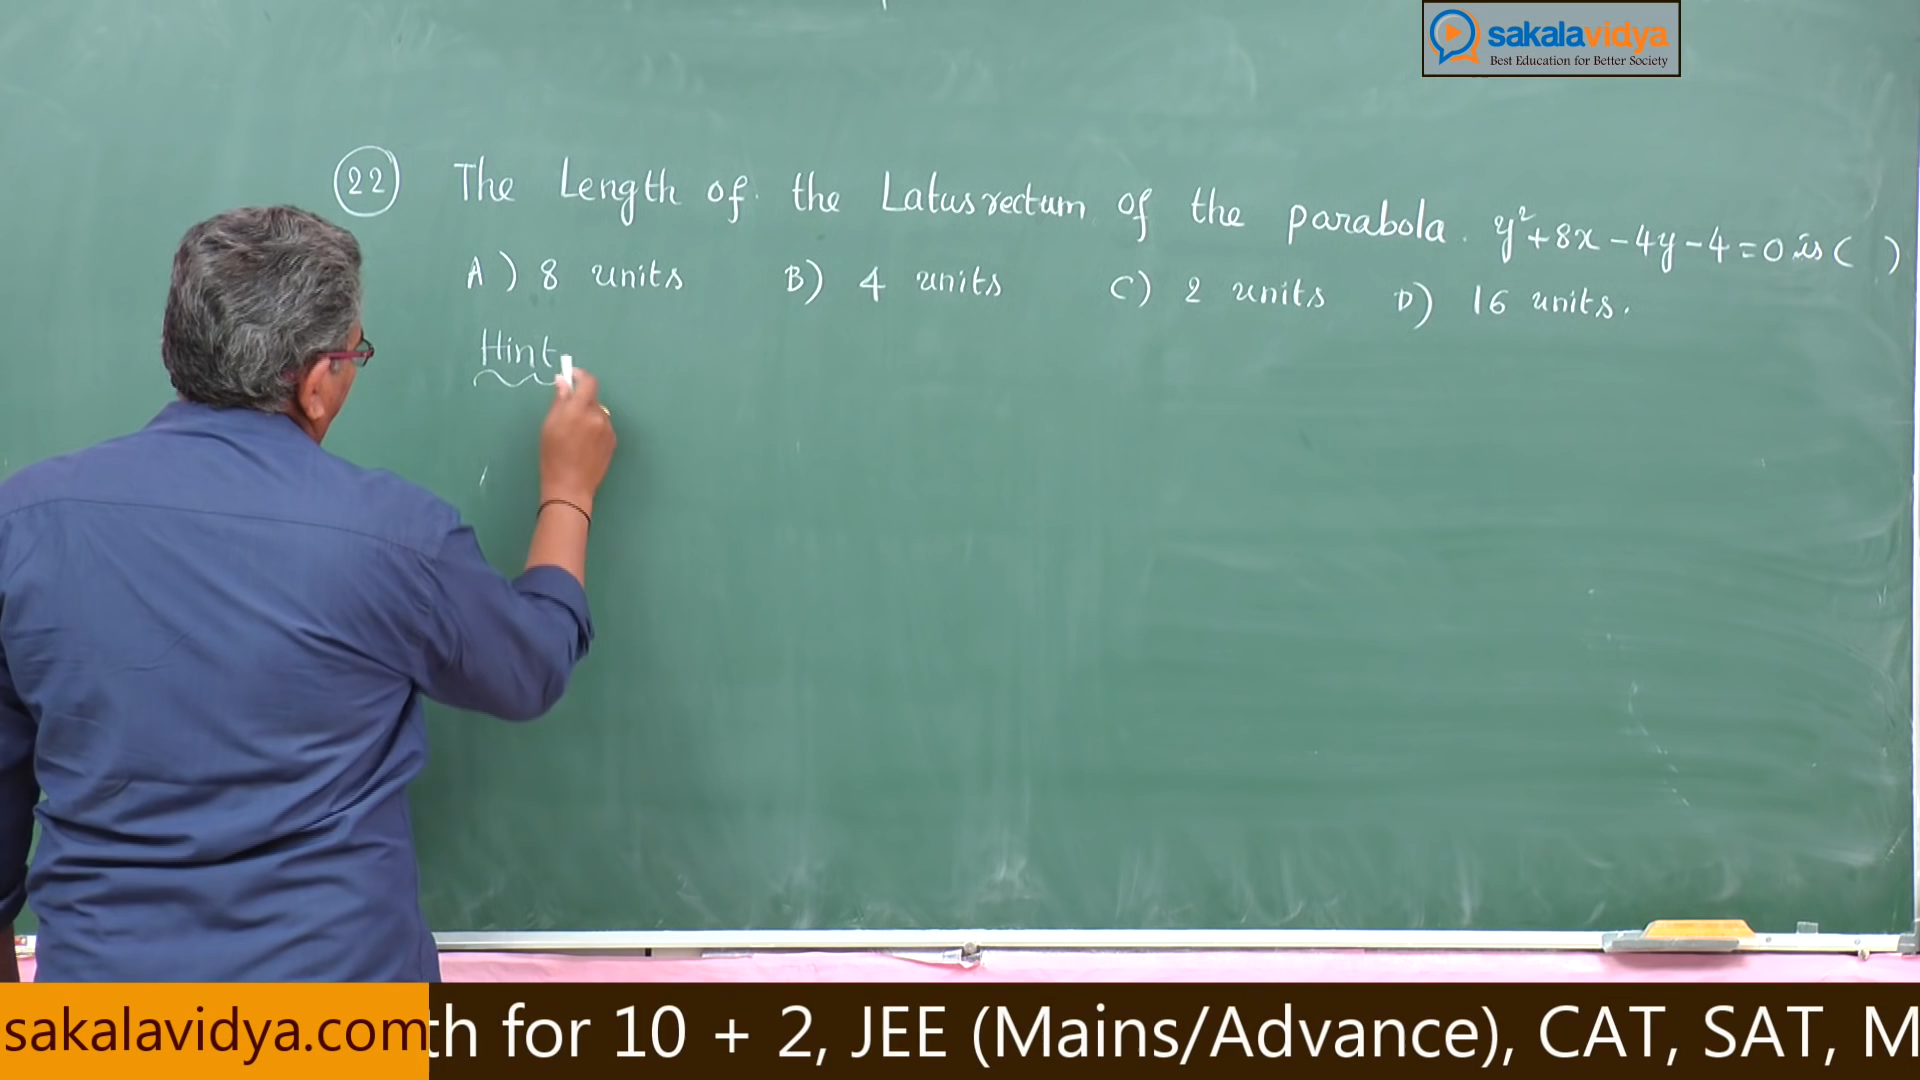 sakalavidya
Best Education for Better Society
22 The Length of the Latusrectum of the parabola. y²+8x-4y-4=0 is ( )
A) 8 units B) 4 units C) 2 units D) 16 units.
Hint
sakalavidya.com th for 10 + 2, JEE (Mains/Advance), CAT, SAT, M